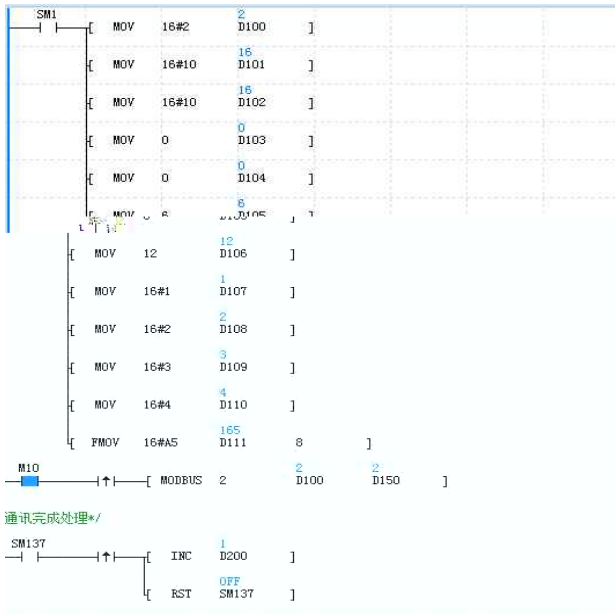 SM1
2
MOV 16#2 D100
16
MOV 16#10 D101
16
MOV 16#10 D102
0
MOV 0 D103
0
MOV 0 D104
6
MOV 6 D105
12
MOV 12 D106
1
MOV 16#1 D107
2
MOV 16#2 D108
3
MOV 16#3 D109
4
MOV 16#4 D110
165
FMOV 16#A5 D111 8
M10 2 2
MODBUS 2 D100 D150
通讯完成处理*/
SM137 1
INC D200
OFF
RST SM137